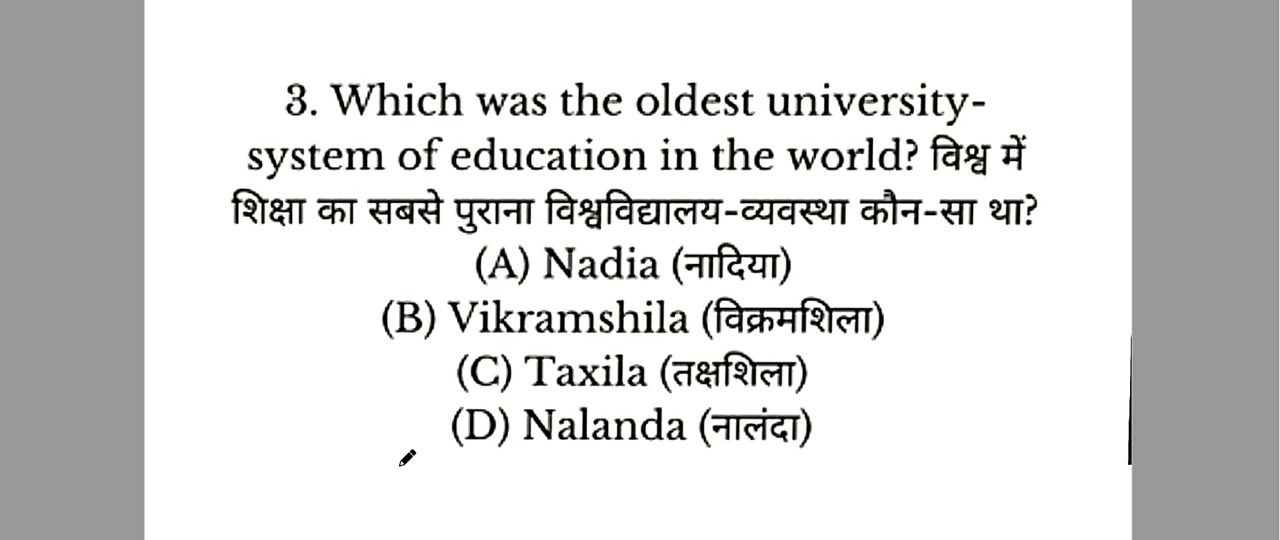 3. Which was the oldest university-
system of education in the world? विश्व में
शिक्षा का सबसे पुराना विश्वविद्यालय-व्यवस्था कौन-सा था?
(A) Nadia (नादिया)
(B) Vikramshila (विक्रमशिला)
(C) Taxila (तक्षशिला)
(D) Nalanda (नालंदा)